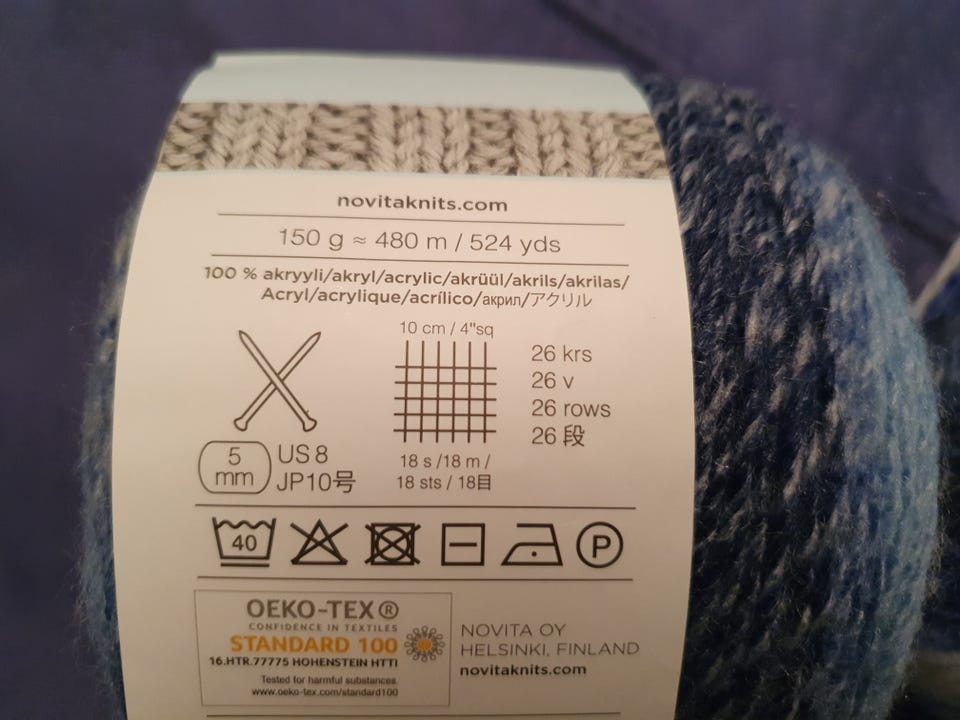 novitaknits.com
150 g ≈ 480 m / 524 yds
100 % akryyli/akryl/acrylic/akrüül/akrils/akrilas/
Acryl/acrylique/acrílico/акрил/アクリル
10 cm / 4"sq
26 krs
26 v
26 rows
26 段
18 s /18 m /
18 sts / 18目
5
mm
US 8
JP10号
40
P
OEKO-TEX®
CONFIDENCE IN TEXTILES
STANDARD 100
16.HTR.77775 HOHENSTEIN HTTI
Tested for harmful substances.
www.oeko-tex.com/standard100
NOVITA OY
HELSINKI, FINLAND
novitaknits.com